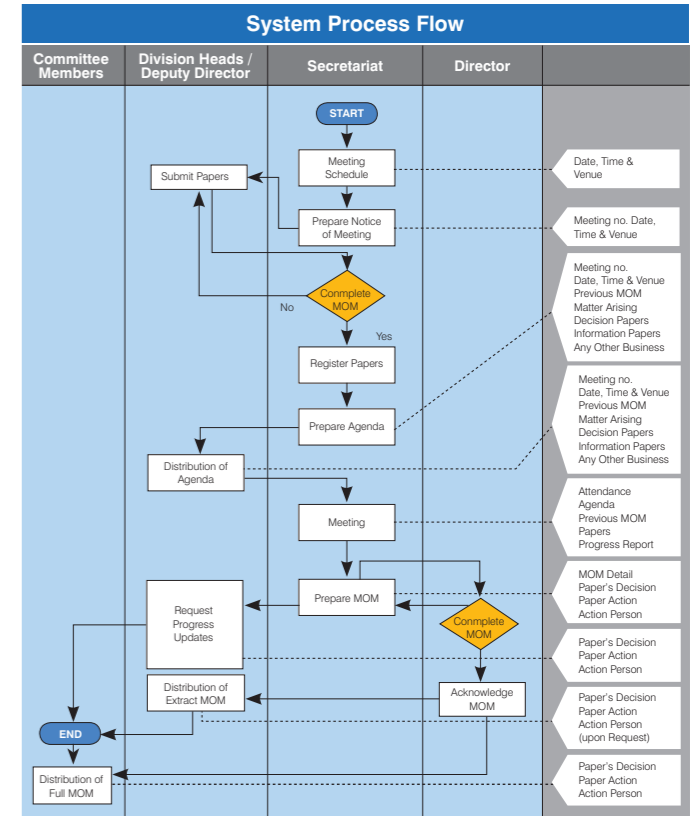 System Process Flow
Committee
Members
Division Heads /
Deputy Director
Secretariat
Director
START
Meeting
Schedule
Date, Time &
Venue
Submit Papers
Prepare Notice
of Meeting
Meeting no. Date,
Time & Venue
Conmplete
MOM
No
Yes
Meeting no.
Date, Time & Venue
Previous MOM
Matter Arising
Decision Papers
Information Papers
Any Other Business
Register Papers
Prepare Agenda
Meeting no.
Date, Time & Venue
Previous MOM
Matter Arising
Decision Papers
Information Papers
Any Other Business
Distribution of
Agenda
Meeting
Attendance
Agenda
Previous MOM
Papers
Progress Report
Prepare MOM
MOM Detail
Paper's Decision
Paper Action
Action Person
Request
Progress
Updates
Conmplete
MOM
Paper's Decision
Paper Action
Action Person
Distribution of
Extract MOM
Acknowledge
MOM
Paper's Decision
Paper Action
Action Person
(upon Request)
END
Distribution of
Full MOM
Paper's Decision
Paper Action
Action Person